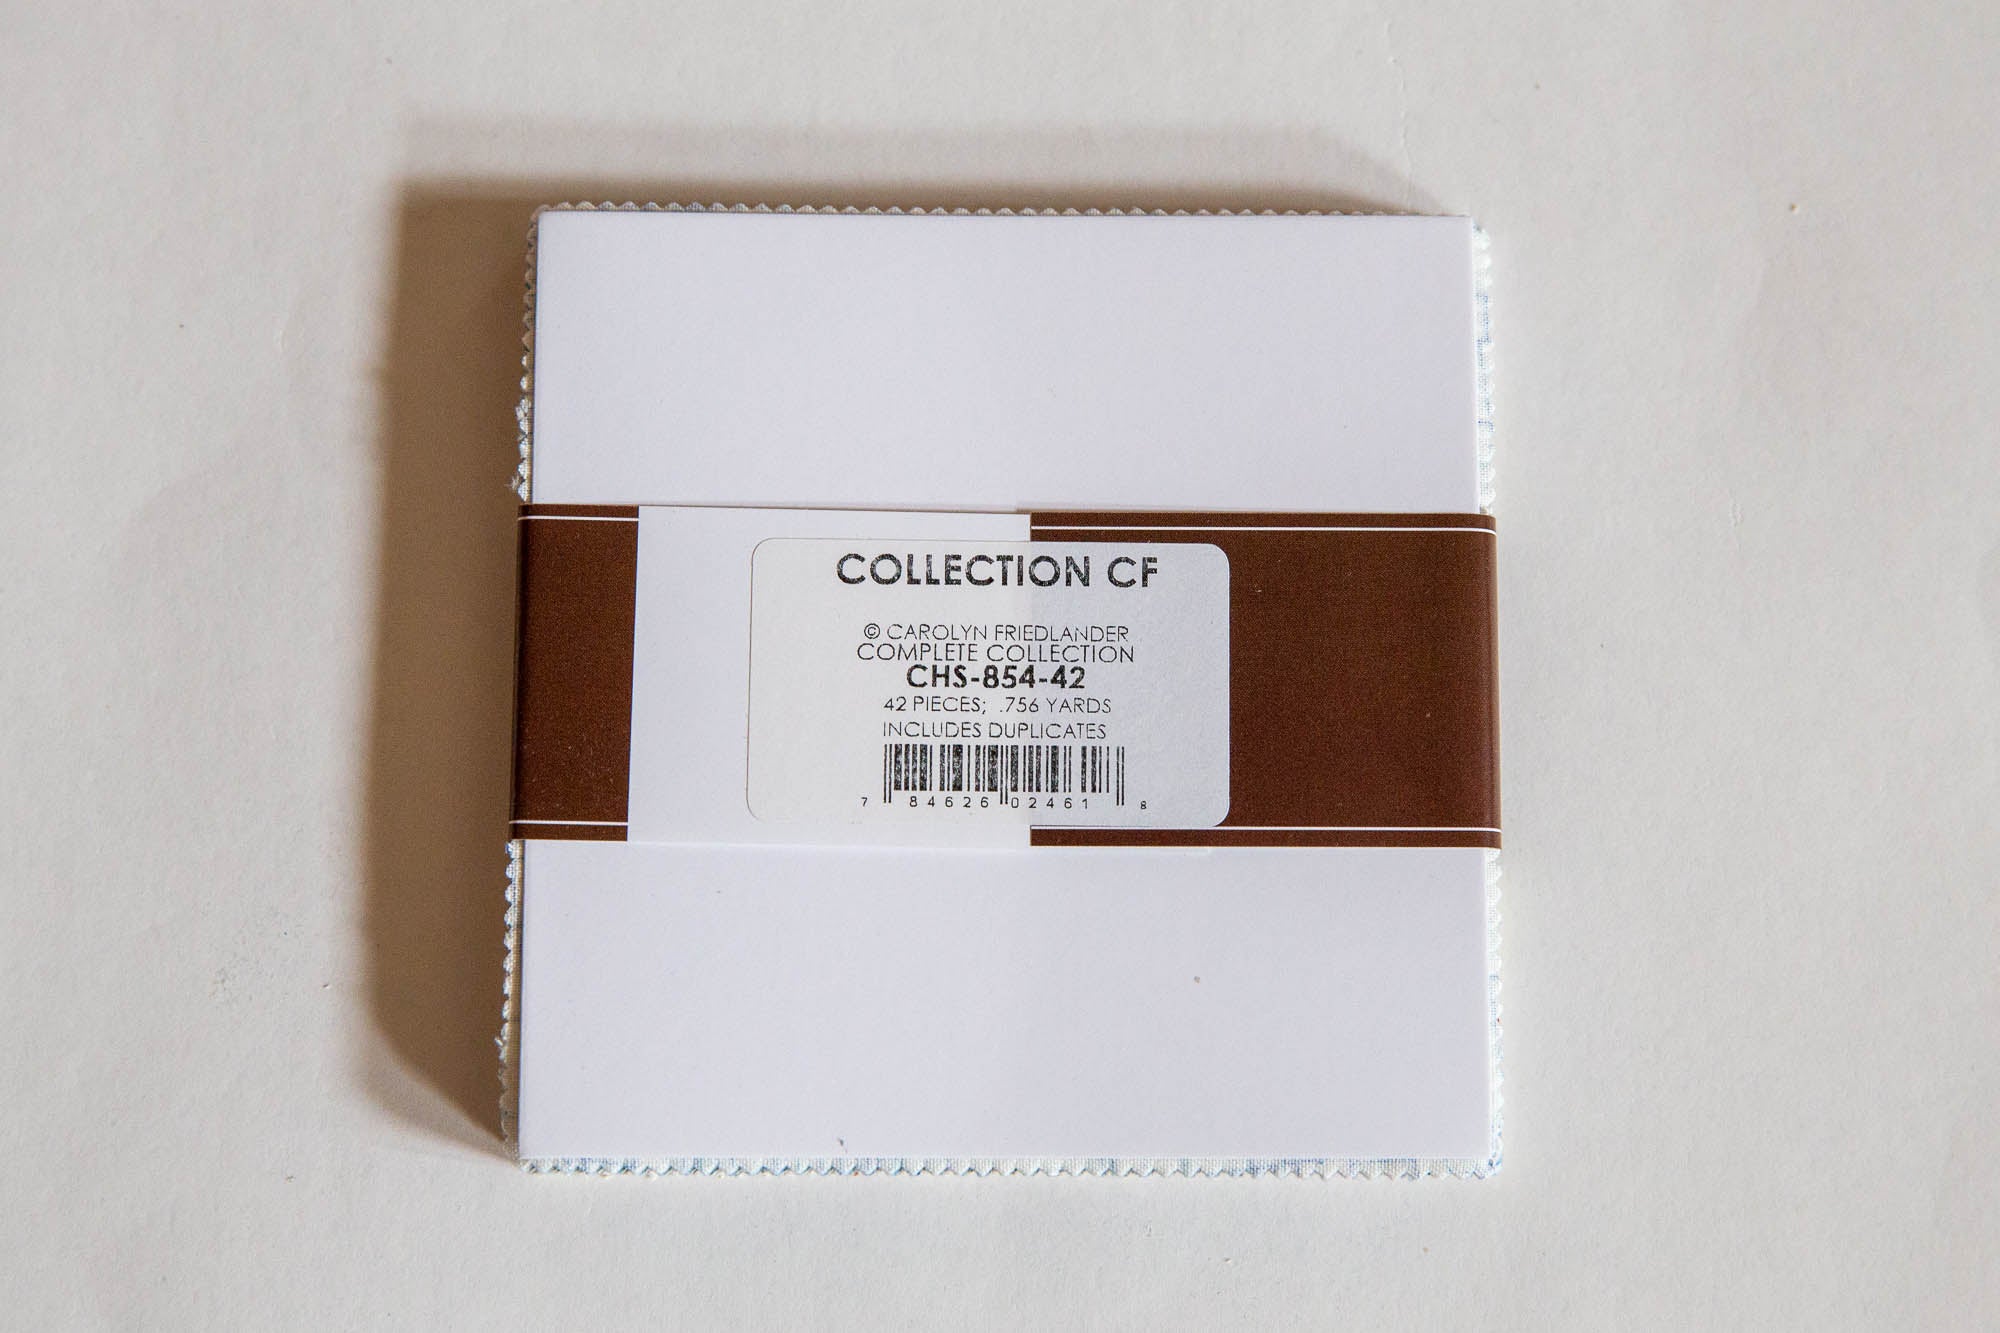 COLLECTION CF
© CAROLYN FRIEDLANDER
COMPLETE COLLECTION
CHS-854-42
42 PIECES; .756 YARDS
INCLUDES DUPLICATES
7 84626 02461 8